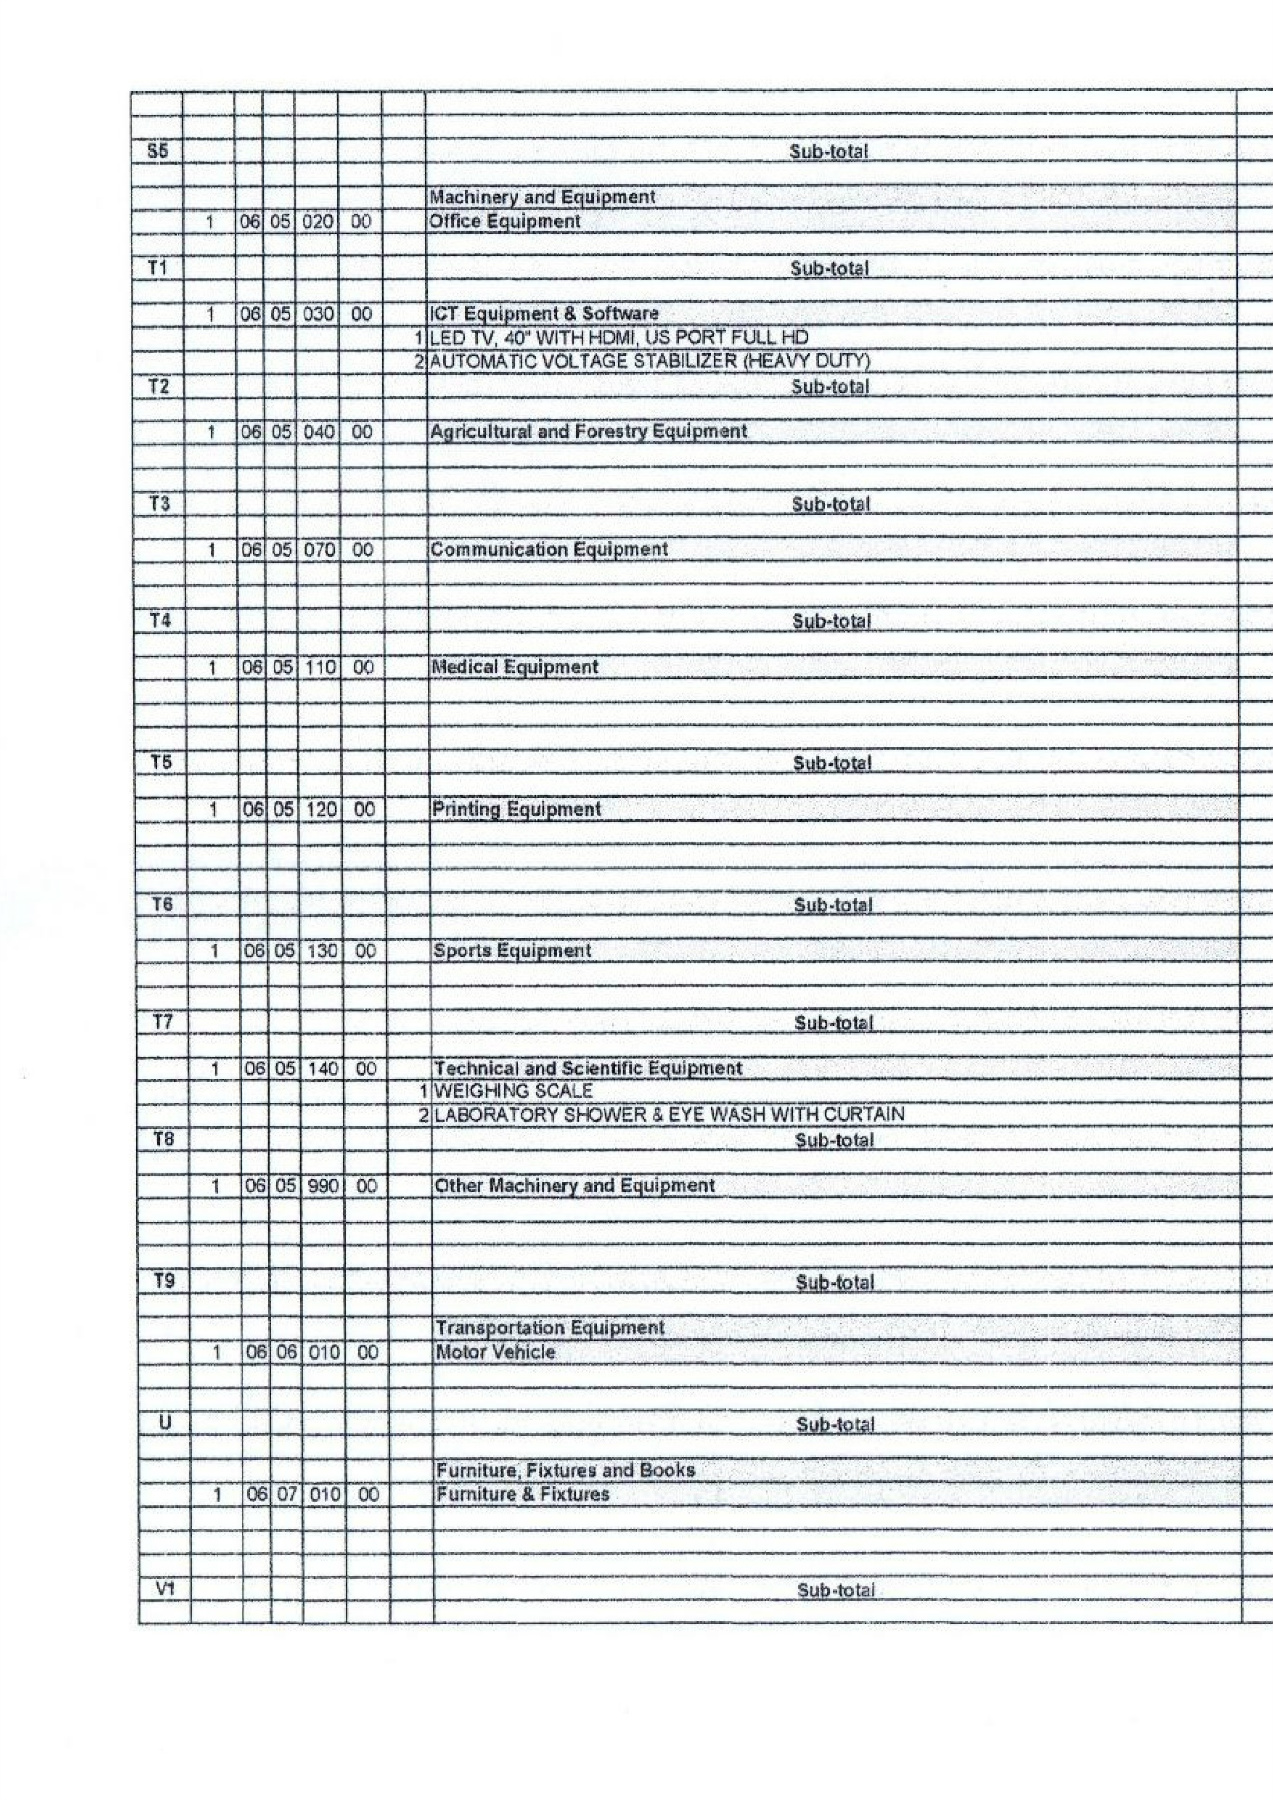 S5 Sub-total
Machinery and Equipment
1 06 05 020 00 Office Equipment
T1 Sub-total
1 06 05 030 00 ICT Equipment & Software
1 LED TV, 40" WITH HDMI, US PORT FULL HD
2 AUTOMATIC VOLTAGE STABILIZER (HEAVY DUTY)
T2 Sub-total
1 06 05 040 00 Agricultural and Forestry Equipment
T3 Sub-total
1 06 05 070 00 Communication Equipment
T4 Sub-total
1 06 05 110 00 Medical Equipment
T5 Sub-total
1 06 05 120 00 Printing Equipment
T6 Sub-total
1 06 05 130 00 Sports Equipment
T7 Sub-total
1 06 05 140 00 Technical and Scientific Equipment
1 WEIGHING SCALE
2 LABORATORY SHOWER & EYE WASH WITH CURTAIN
T8 Sub-total
1 06 05 990 00 Other Machinery and Equipment
T9 Sub-total
Transportation Equipment
1 06 06 010 00 Motor Vehicle
U Sub-total
Furniture, Fixtures and Books
1 06 07 010 00 Furniture & Fixtures
V1 Sub-total